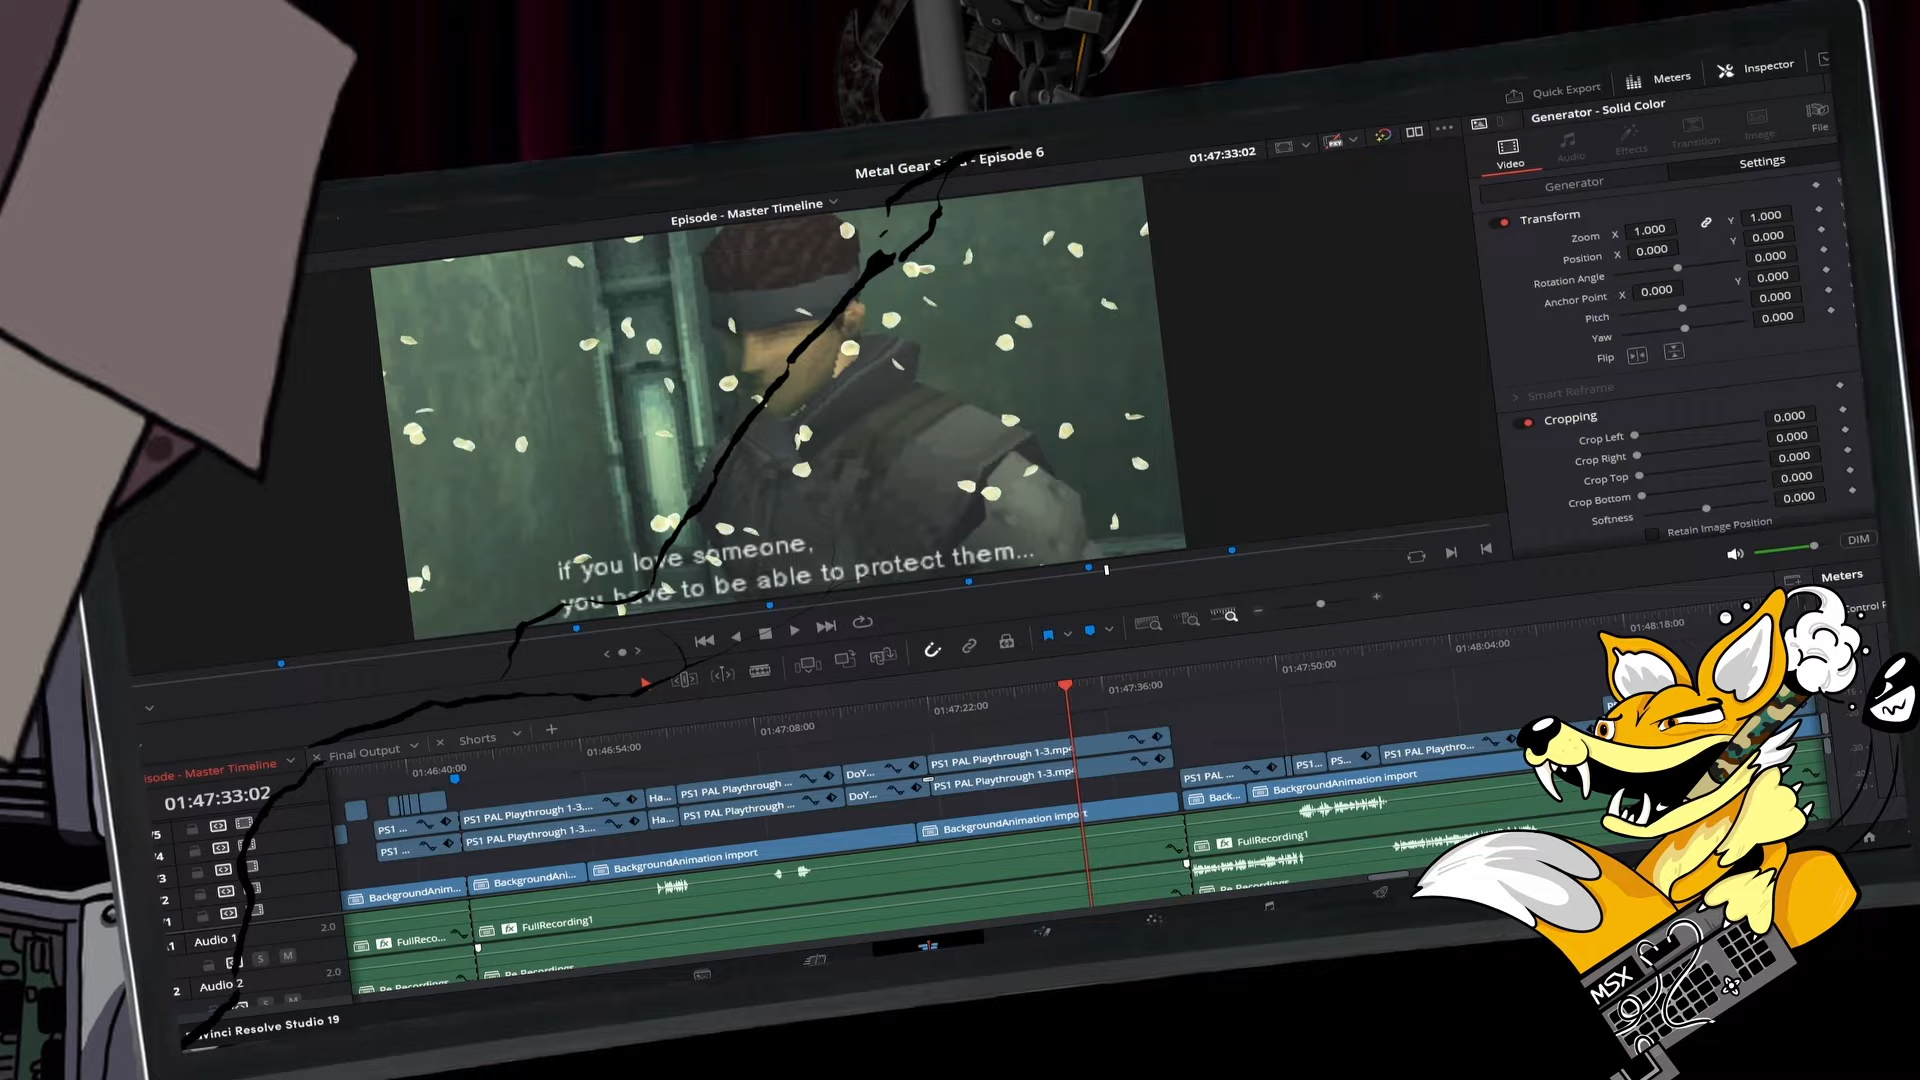 Quick Export
Meters
Inspector
Metal Gear Solid - Episode 6
01:47:33:02
Generator - Solid Color
Episode - Master Timeline
Video
Audio
Effects
Transition
Image
File
Generator
Settings
Transform
Zoom X 1.000 Y 1.000
Position X 0.000 Y 0.000
Rotation Angle 0.000
Anchor Point X 0.000 Y 0.000
Pitch 0.000
Yaw 0.000
Flip
Smart Reframe
Cropping
Crop Left 0.000
Crop Right 0.000
Crop Top 0.000
Crop Bottom 0.000
Softness 0.000
Retain Image Position
if you love someone,
you have to be able to protect them...
DIM
Meters
Control R
Final Output
Shorts
isode - Master Timeline
01:47:33:02
01:46:40:00
01:46:54:00
01:47:08:00
01:47:22:00
01:47:36:00
01:47:50:00
01:48:04:00
01:48:18:00
PS1 ...
PS1 PAL Playthrough 1-3....
Ha...
PS1 PAL Playthrough ...
DoY...
PS1 PAL Playthrough 1-3.mp4
PS1 PAL ...
PS1...
PS...
PS1 PAL Playthro...
PS1 ...
PS1 PAL Playthrough 1-3....
Ha...
PS1 PAL Playthrough ...
DoY...
PS1 PAL Playthrough 1-3.mp4
BackgroundAnim...
BackgroundAni...
BackgroundAnimation import
BackgroundAnimation import
Back...
BackgroundAnimation import
Audio 1
2.0
fx FullReco...
fx FullRecording1
fx FullRecording1
S M
2 Audio 2
2.0
Re Recordings
Re Recordings
Re Recordings
S M
aVinci Resolve Studio 19
MSX